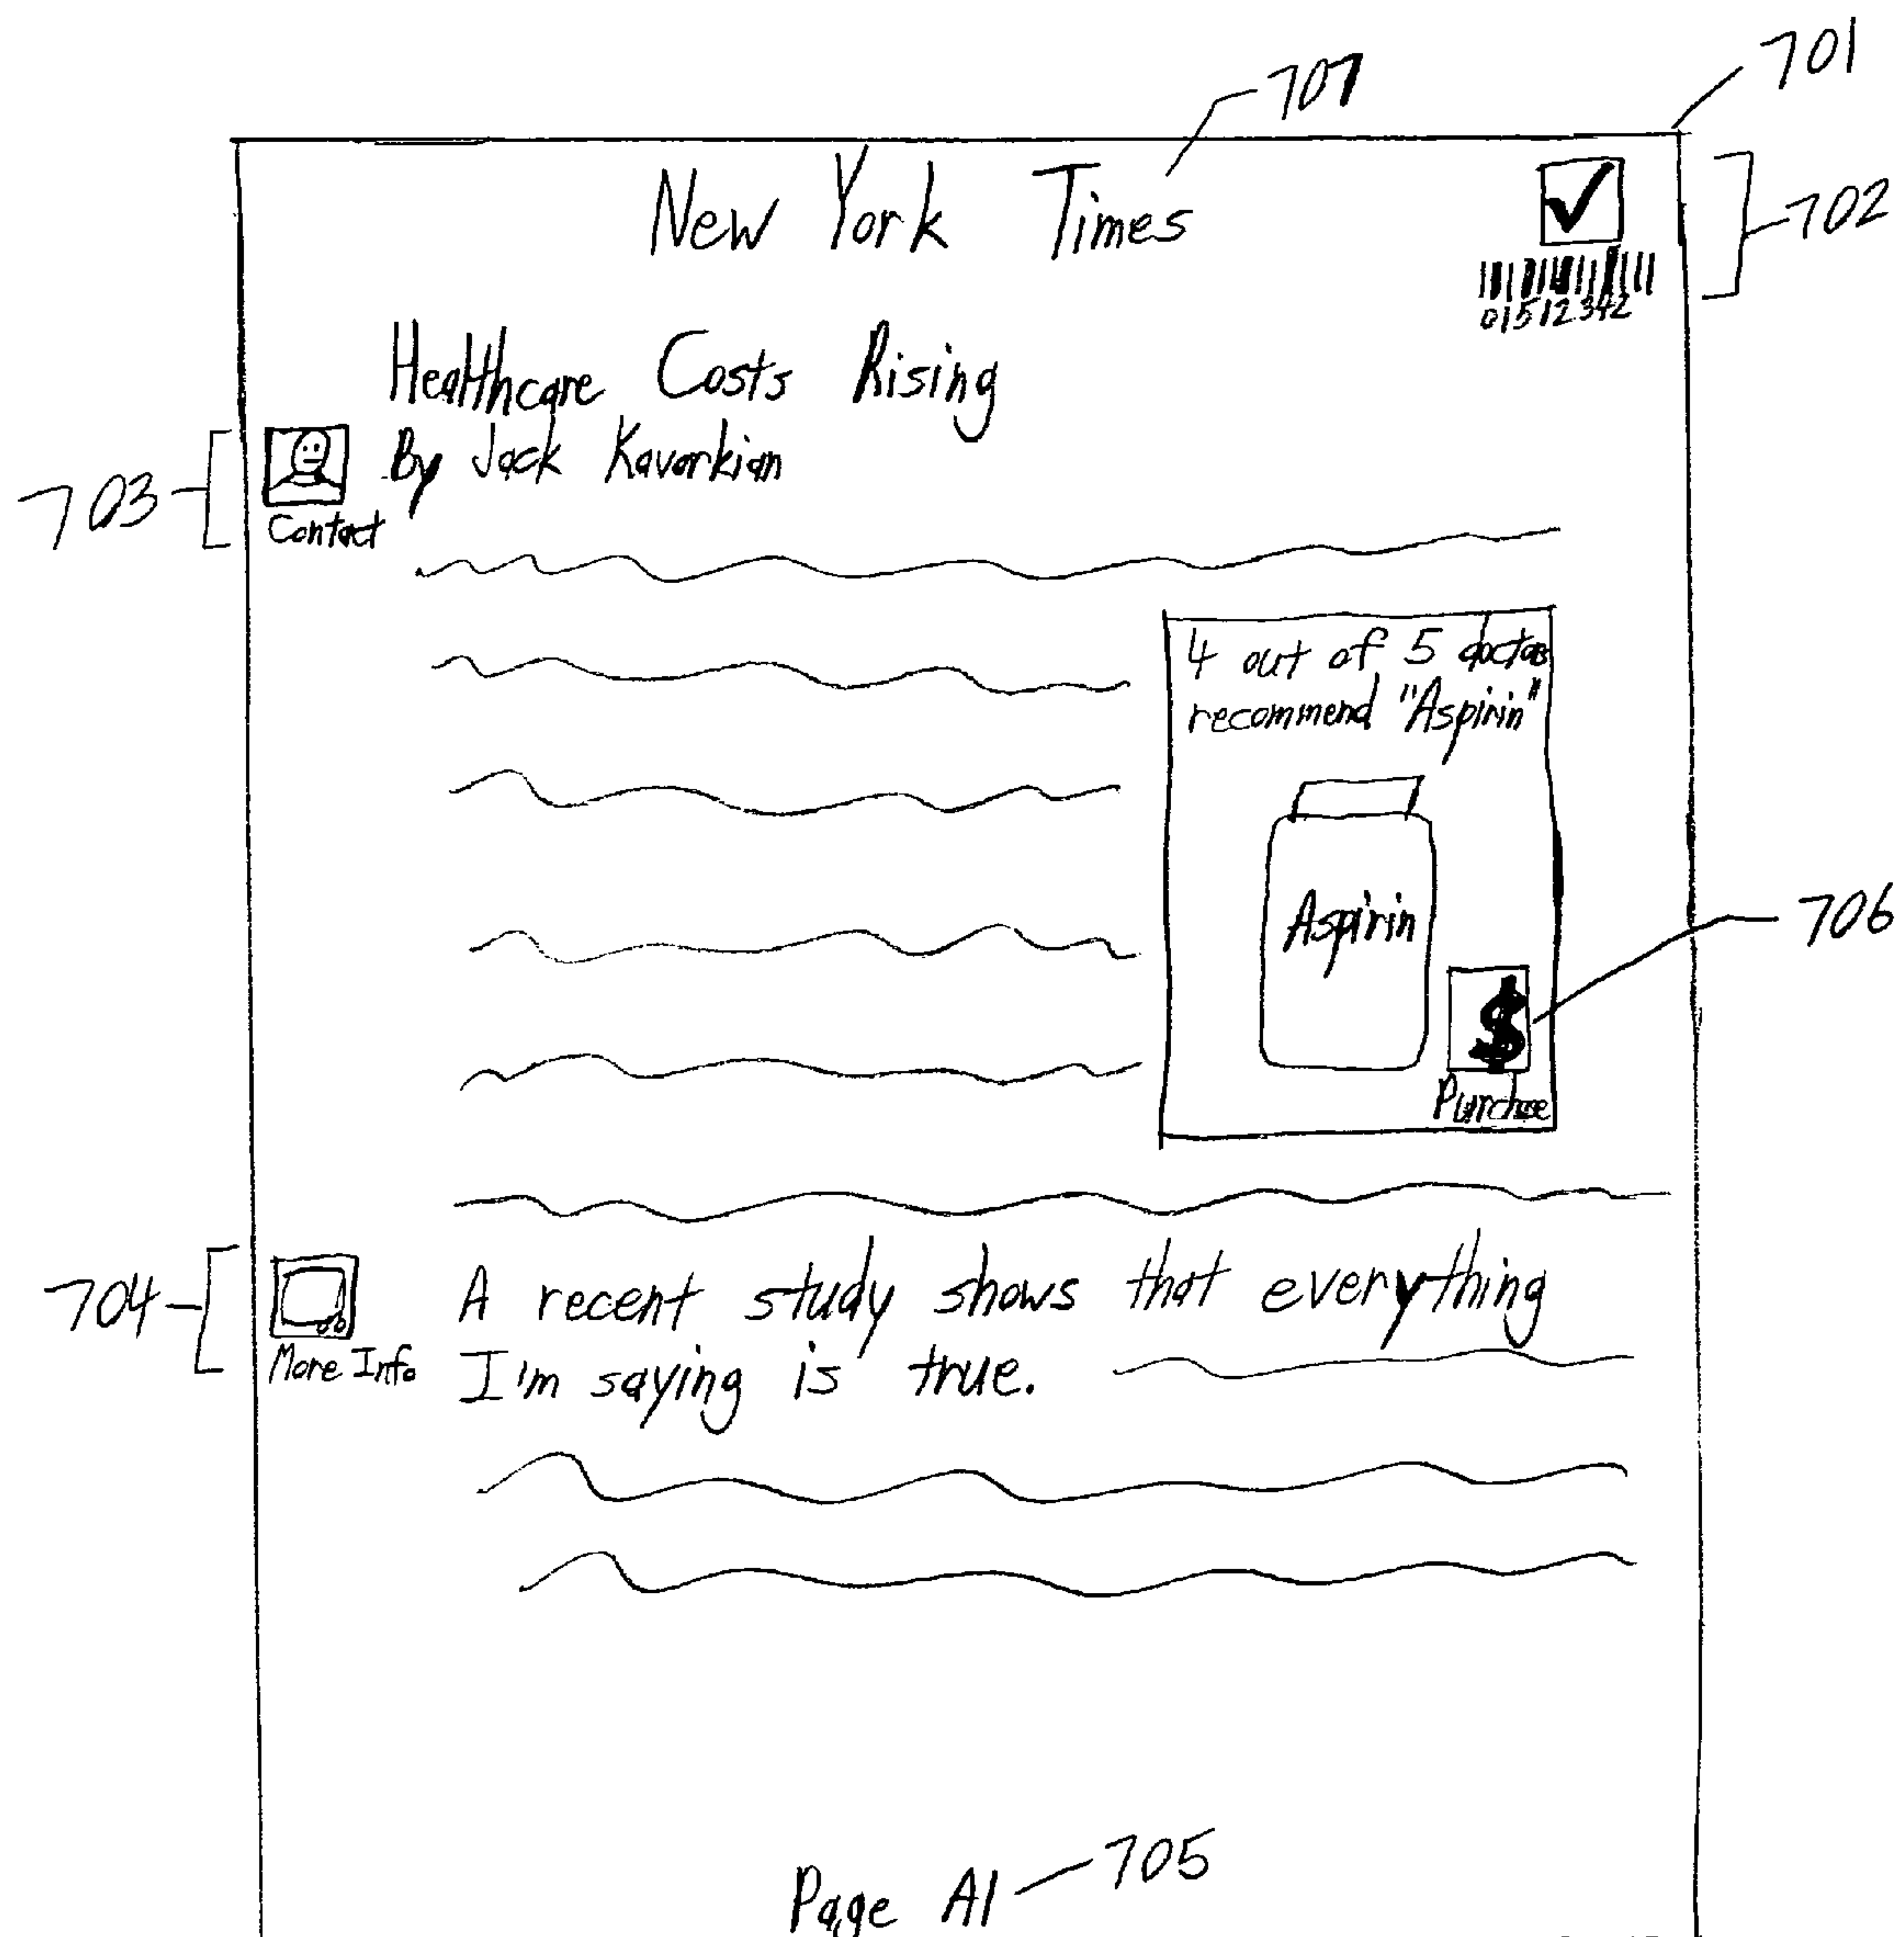 701
707
New York Times
702
01512342
Healthcare Costs Rising
703
By Jack Kavorkian
Contact
4 out of 5 doctors
recommend "Aspirin"
Aspirin
706
$
Purchase
704
A recent study shows that everything
More Info
I'm saying is true.
Page A1
705